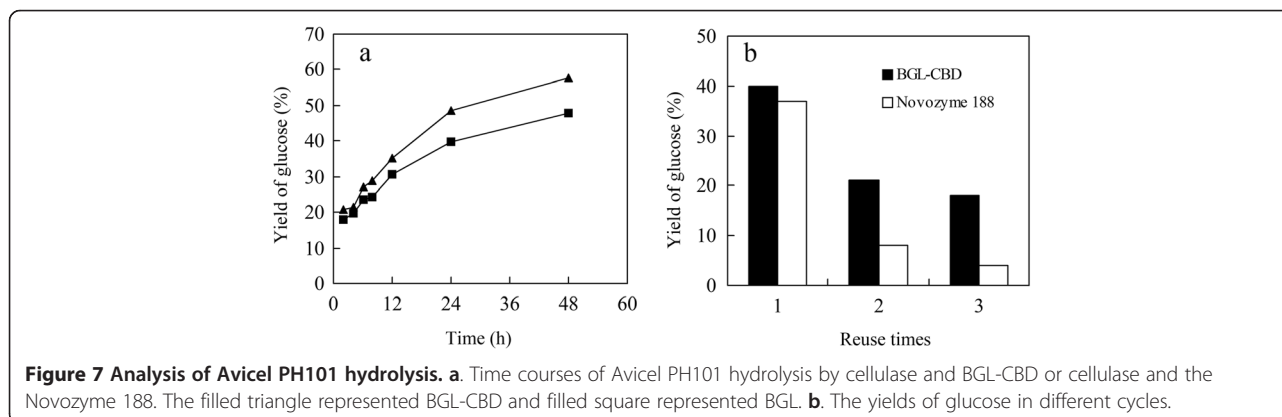 a
Yield of glucose (%)
70
60
50
40
30
20
10
0
0 12 24 36 48 60
Time (h)
b
Yield of glucose (%)
50
40
30
20
10
0
BGL-CBD
Novozyme 188
1 2 3
Reuse times
Figure 7 Analysis of Avicel PH101 hydrolysis. a. Time courses of Avicel PH101 hydrolysis by cellulase and BGL-CBD or cellulase and the
Novozyme 188. The filled triangle represented BGL-CBD and filled square represented BGL. b. The yields of glucose in different cycles.